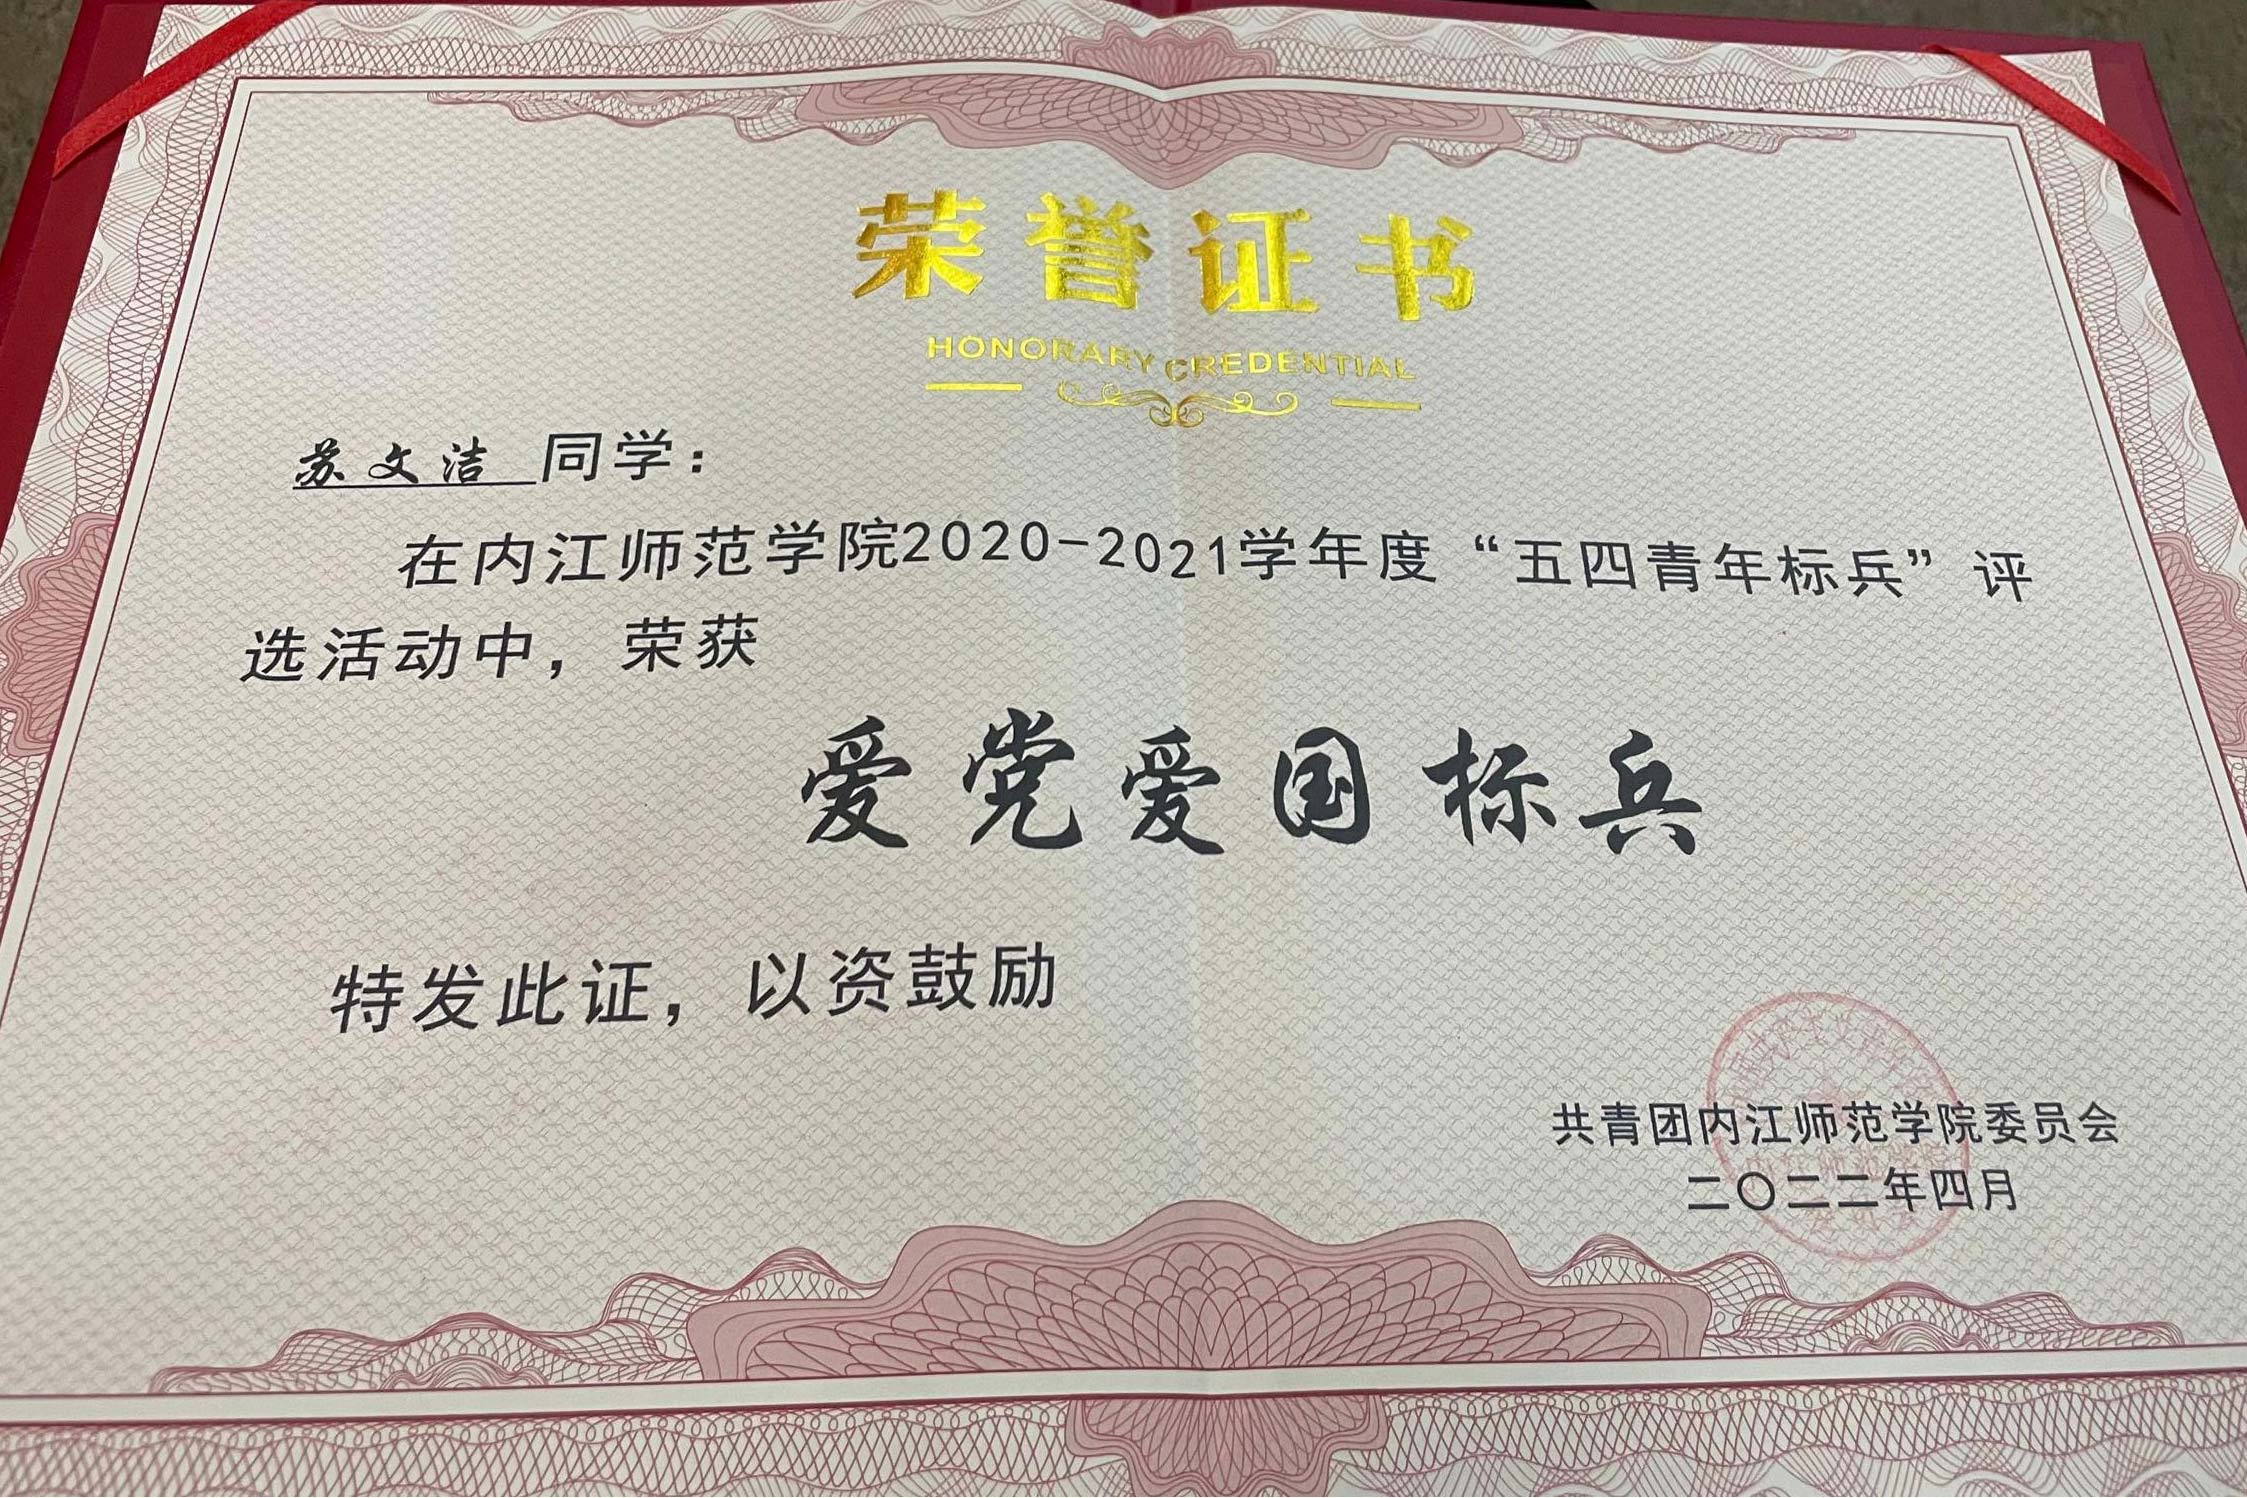 荣誉证书
HONORARY CREDENTIAL
苏文洁 同学：
在内江师范学院2020-2021学年度“五四青年标兵”评
选活动中，荣获
爱党爱国标兵
特发此证，以资鼓励
共青团内江师范学院委员会
二〇二二年四月